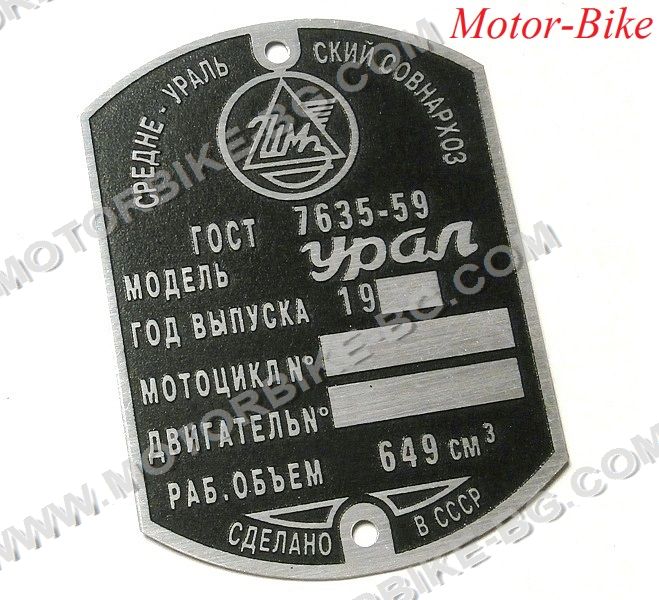 Motor-Bike
СРЕДНЕ - УРАЛЬСКИЙ СОВНАРХОЗ
ГОСТ 7635-59
МОДЕЛЬ Урал
ГОД ВЫПУСКА 19
МОТОЦИКЛ №
ДВИГАТЕЛЬ №
РАБ. ОБЪЕМ 649 СМ³
СДЕЛАНО В СССР
WWW.MOTORBIKE-BG.COM